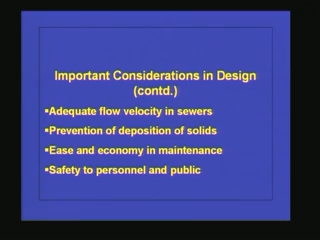 Important Considerations in Design
(contd.)
▪Adequate flow velocity in sewers
▪Prevention of deposition of solids
▪Ease and economy in maintenance
▪Safety to personnel and public